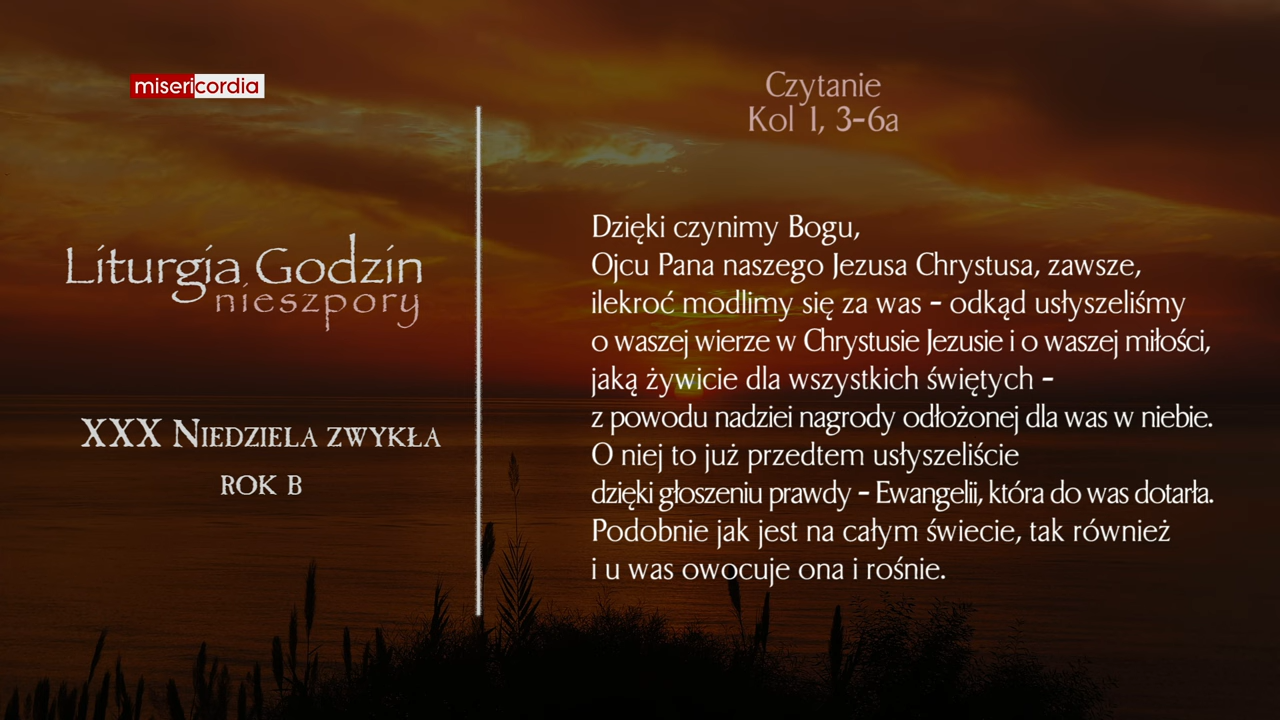 misericordia
Liturgia Godzin
nieszpory
XXX Niedziela zwykła
rok B
Czytanie
Kol 1, 3-6a
Dzięki czynimy Bogu,
Ojcu Pana naszego Jezusa Chrystusa, zawsze,
ilekroć modlimy się za was - odkąd usłyszeliśmy
o waszej wierze w Chrystusie Jezusie i o waszej miłości,
jaką żywicie dla wszystkich świętych -
z powodu nadziei nagrody odłożonej dla was w niebie.
O niej to już przedtem usłyszeliście
dzięki głoszeniu prawdy - Ewangelii, która do was dotarła.
Podobnie jak jest na całym świecie, tak również
i u was owocuje ona i rośnie.